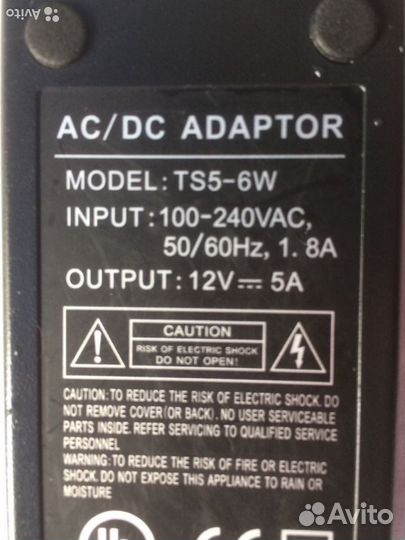 Avito
AC/DC ADAPTOR
MODEL: TS5-6W
INPUT: 100-240VAC,
50/60Hz, 1. 8A
OUTPUT: 12V⎓ 5A
CAUTION
RISK OF ELECTRIC SHOCK
DO NOT OPEN!
CAUTION: TO REDUCE THE RISK OF ELECTRIC SHOCK. DO
NOT REMOVE COVER (OR BACK). NO USER SERVICEABLE
PARTS INSIDE. REFER SERVICING TO QUALIFIED SERVICE
PERSONNEL
WARNING: TO REDUCE THE RISK OF FIRE OR ELECTRIC
SHOCK. DO NOT EXPOSE THIS APPLIANCE TO RAIN OR
MOISTURE
Avito